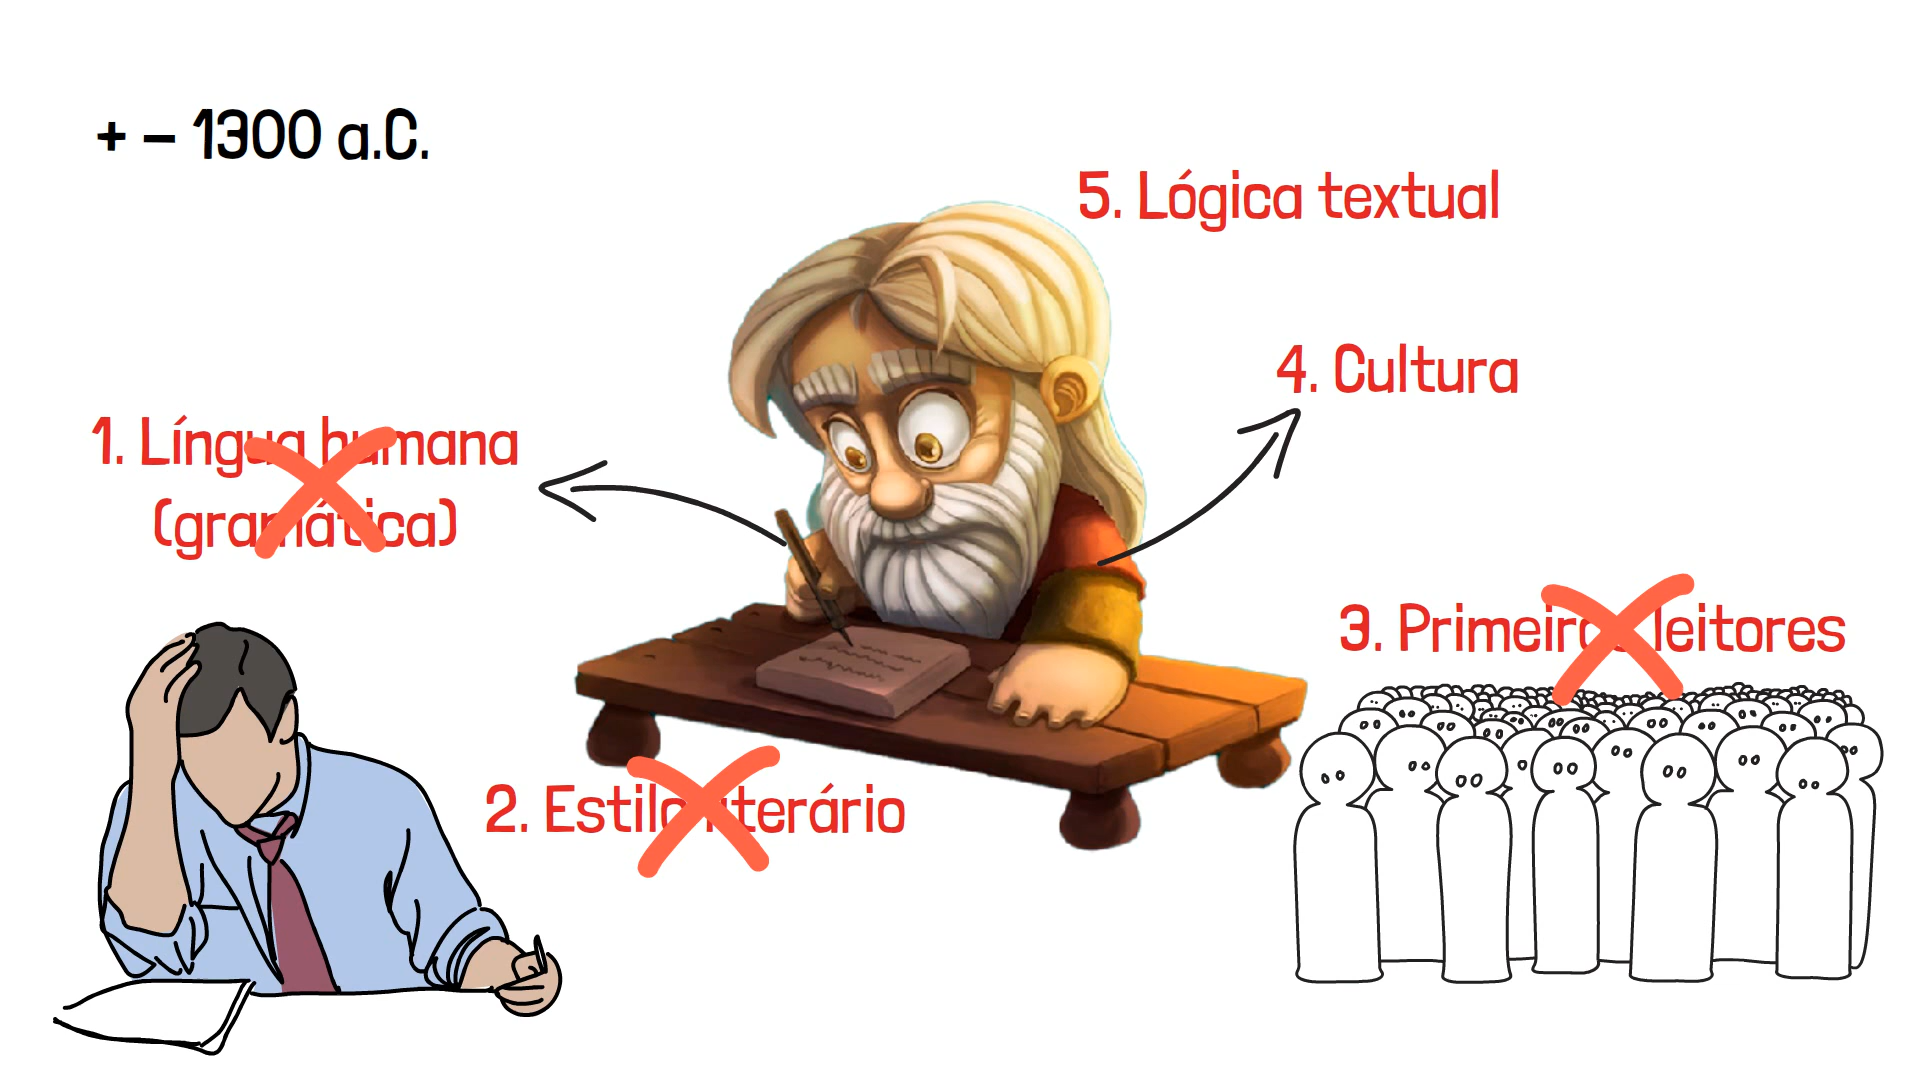 + – 1300 a.C.
5. Lógica textual
4. Cultura
1. Língua humana
(gramática)
3. Primeiros leitores
2. Estilo literário